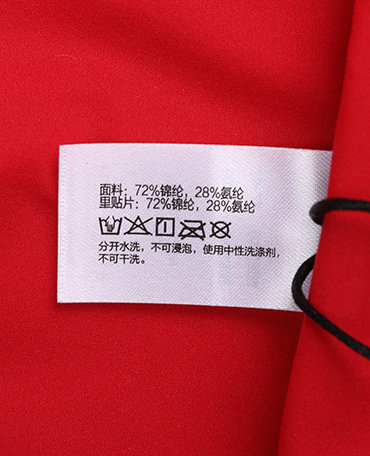 面料：72%锦纶，28%氨纶
里贴片：72%锦纶，28%氨纶
分开水洗，不可浸泡，使用中性洗涤剂，
不可干洗。